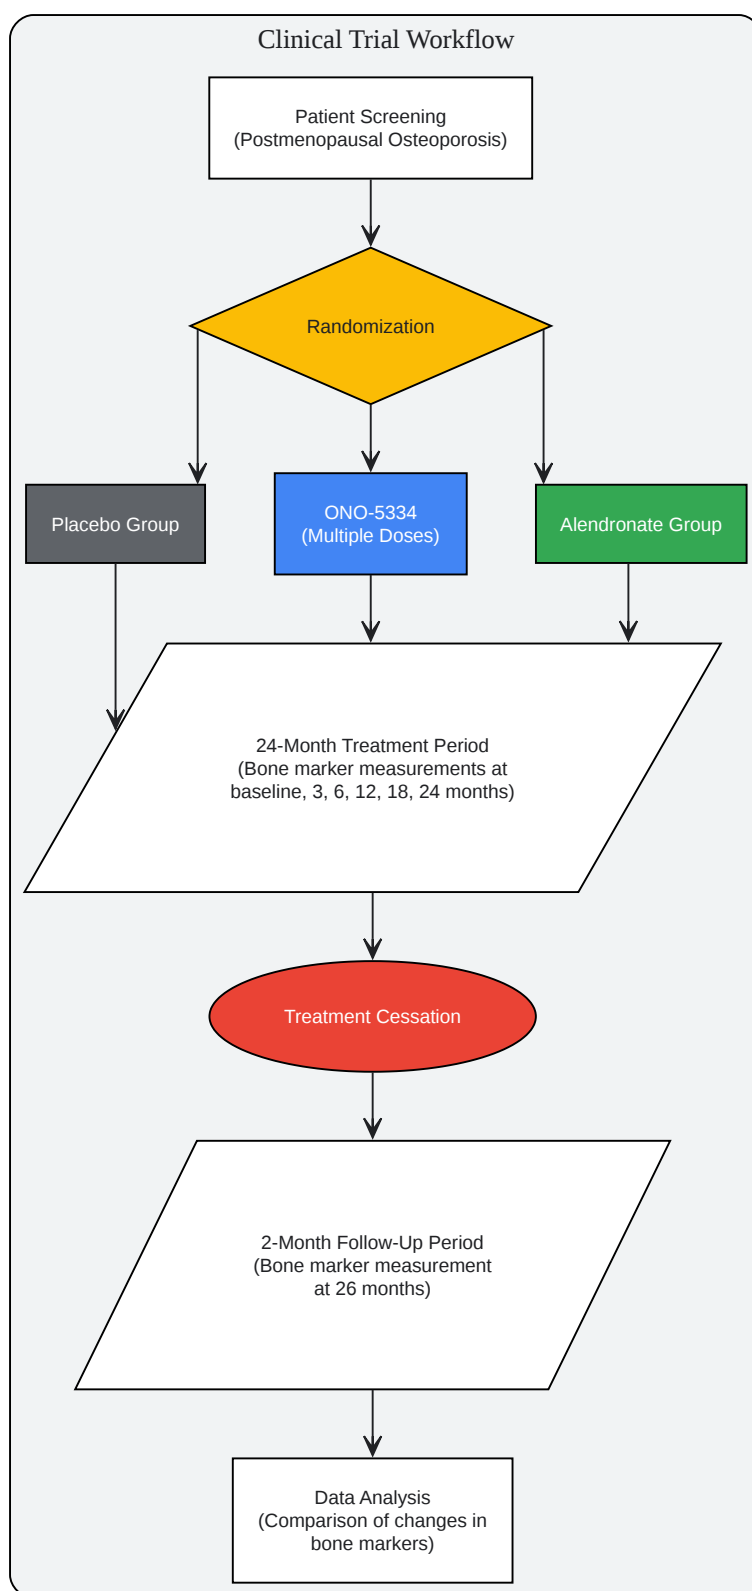 Clinical Trial Workflow
Patient Screening
(Postmenopausal Osteoporosis)
Randomization
Placebo Group
ONO-5334
(Multiple Doses)
Alendronate Group
24-Month Treatment Period
(Bone marker measurements at
baseline, 3, 6, 12, 18, 24 months)
Treatment Cessation
2-Month Follow-Up Period
(Bone marker measurement
at 26 months)
Data Analysis
(Comparison of changes in
bone markers)